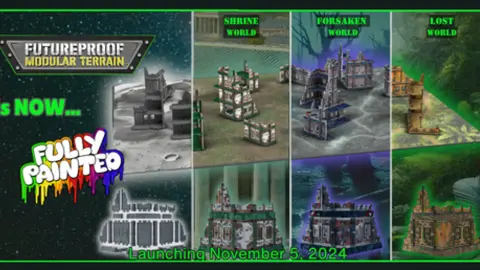 FUTUREPROOF
MODULAR TERRAIN
s NOW...
FULLY
PAINTED
SHRINE
WORLD
FORSAKEN
WORLD
LOST
WORLD
Launching November 5, 2024